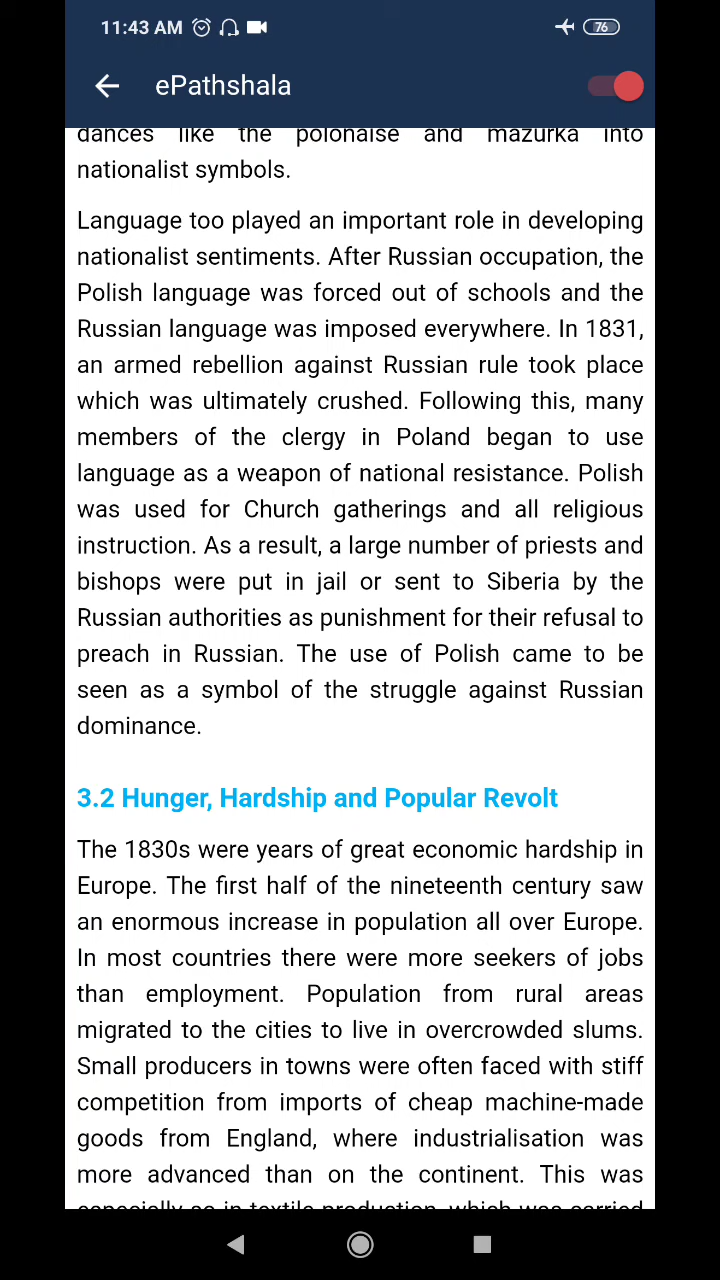 11:43 AM
76
ePathshala
dances like the polonaise and mazurka into
nationalist symbols.
Language too played an important role in developing
nationalist sentiments. After Russian occupation, the
Polish language was forced out of schools and the
Russian language was imposed everywhere. In 1831,
an armed rebellion against Russian rule took place
which was ultimately crushed. Following this, many
members of the clergy in Poland began to use
language as a weapon of national resistance. Polish
was used for Church gatherings and all religious
instruction. As a result, a large number of priests and
bishops were put in jail or sent to Siberia by the
Russian authorities as punishment for their refusal to
preach in Russian. The use of Polish came to be
seen as a symbol of the struggle against Russian
dominance.
3.2 Hunger, Hardship and Popular Revolt
The 1830s were years of great economic hardship in
Europe. The first half of the nineteenth century saw
an enormous increase in population all over Europe.
In most countries there were more seekers of jobs
than employment. Population from rural areas
migrated to the cities to live in overcrowded slums.
Small producers in towns were often faced with stiff
competition from imports of cheap machine-made
goods from England, where industrialisation was
more advanced than on the continent. This was
especially so in textile production, which was carried